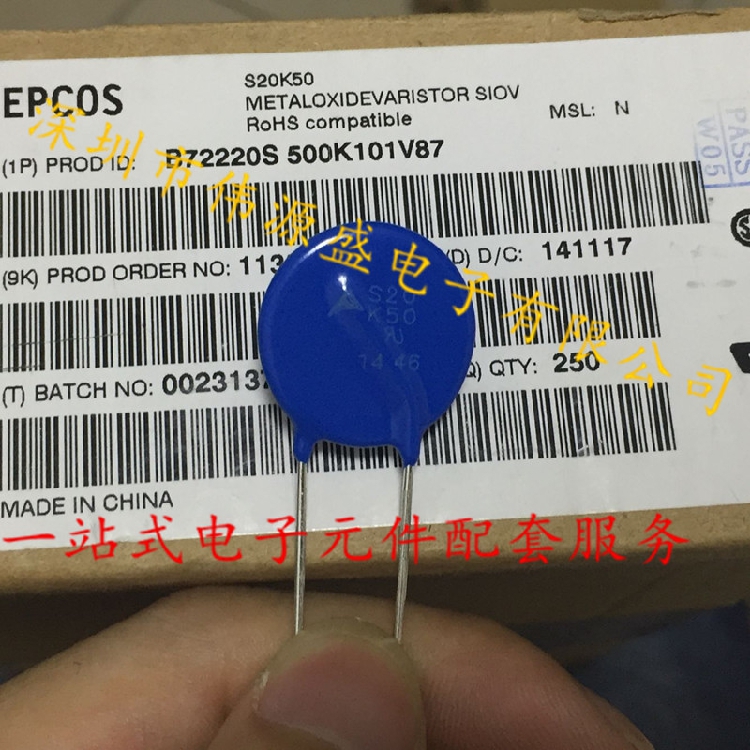 EPCOS
S20K50
METALOXIDEVARISTOR SIOV
RoHS compatible
MSL: N
PASS
W05
(1P) PROD ID: B72220S 500K101V87
(9K) PROD ORDER NO: 113
D) D/C: 141117
S20
K50
14 46
(T) BATCH NO: 0023137
Q) QTY: 250
MADE IN CHINA
深圳市伟源盛电子有限公司
一站式电子元件配套服务